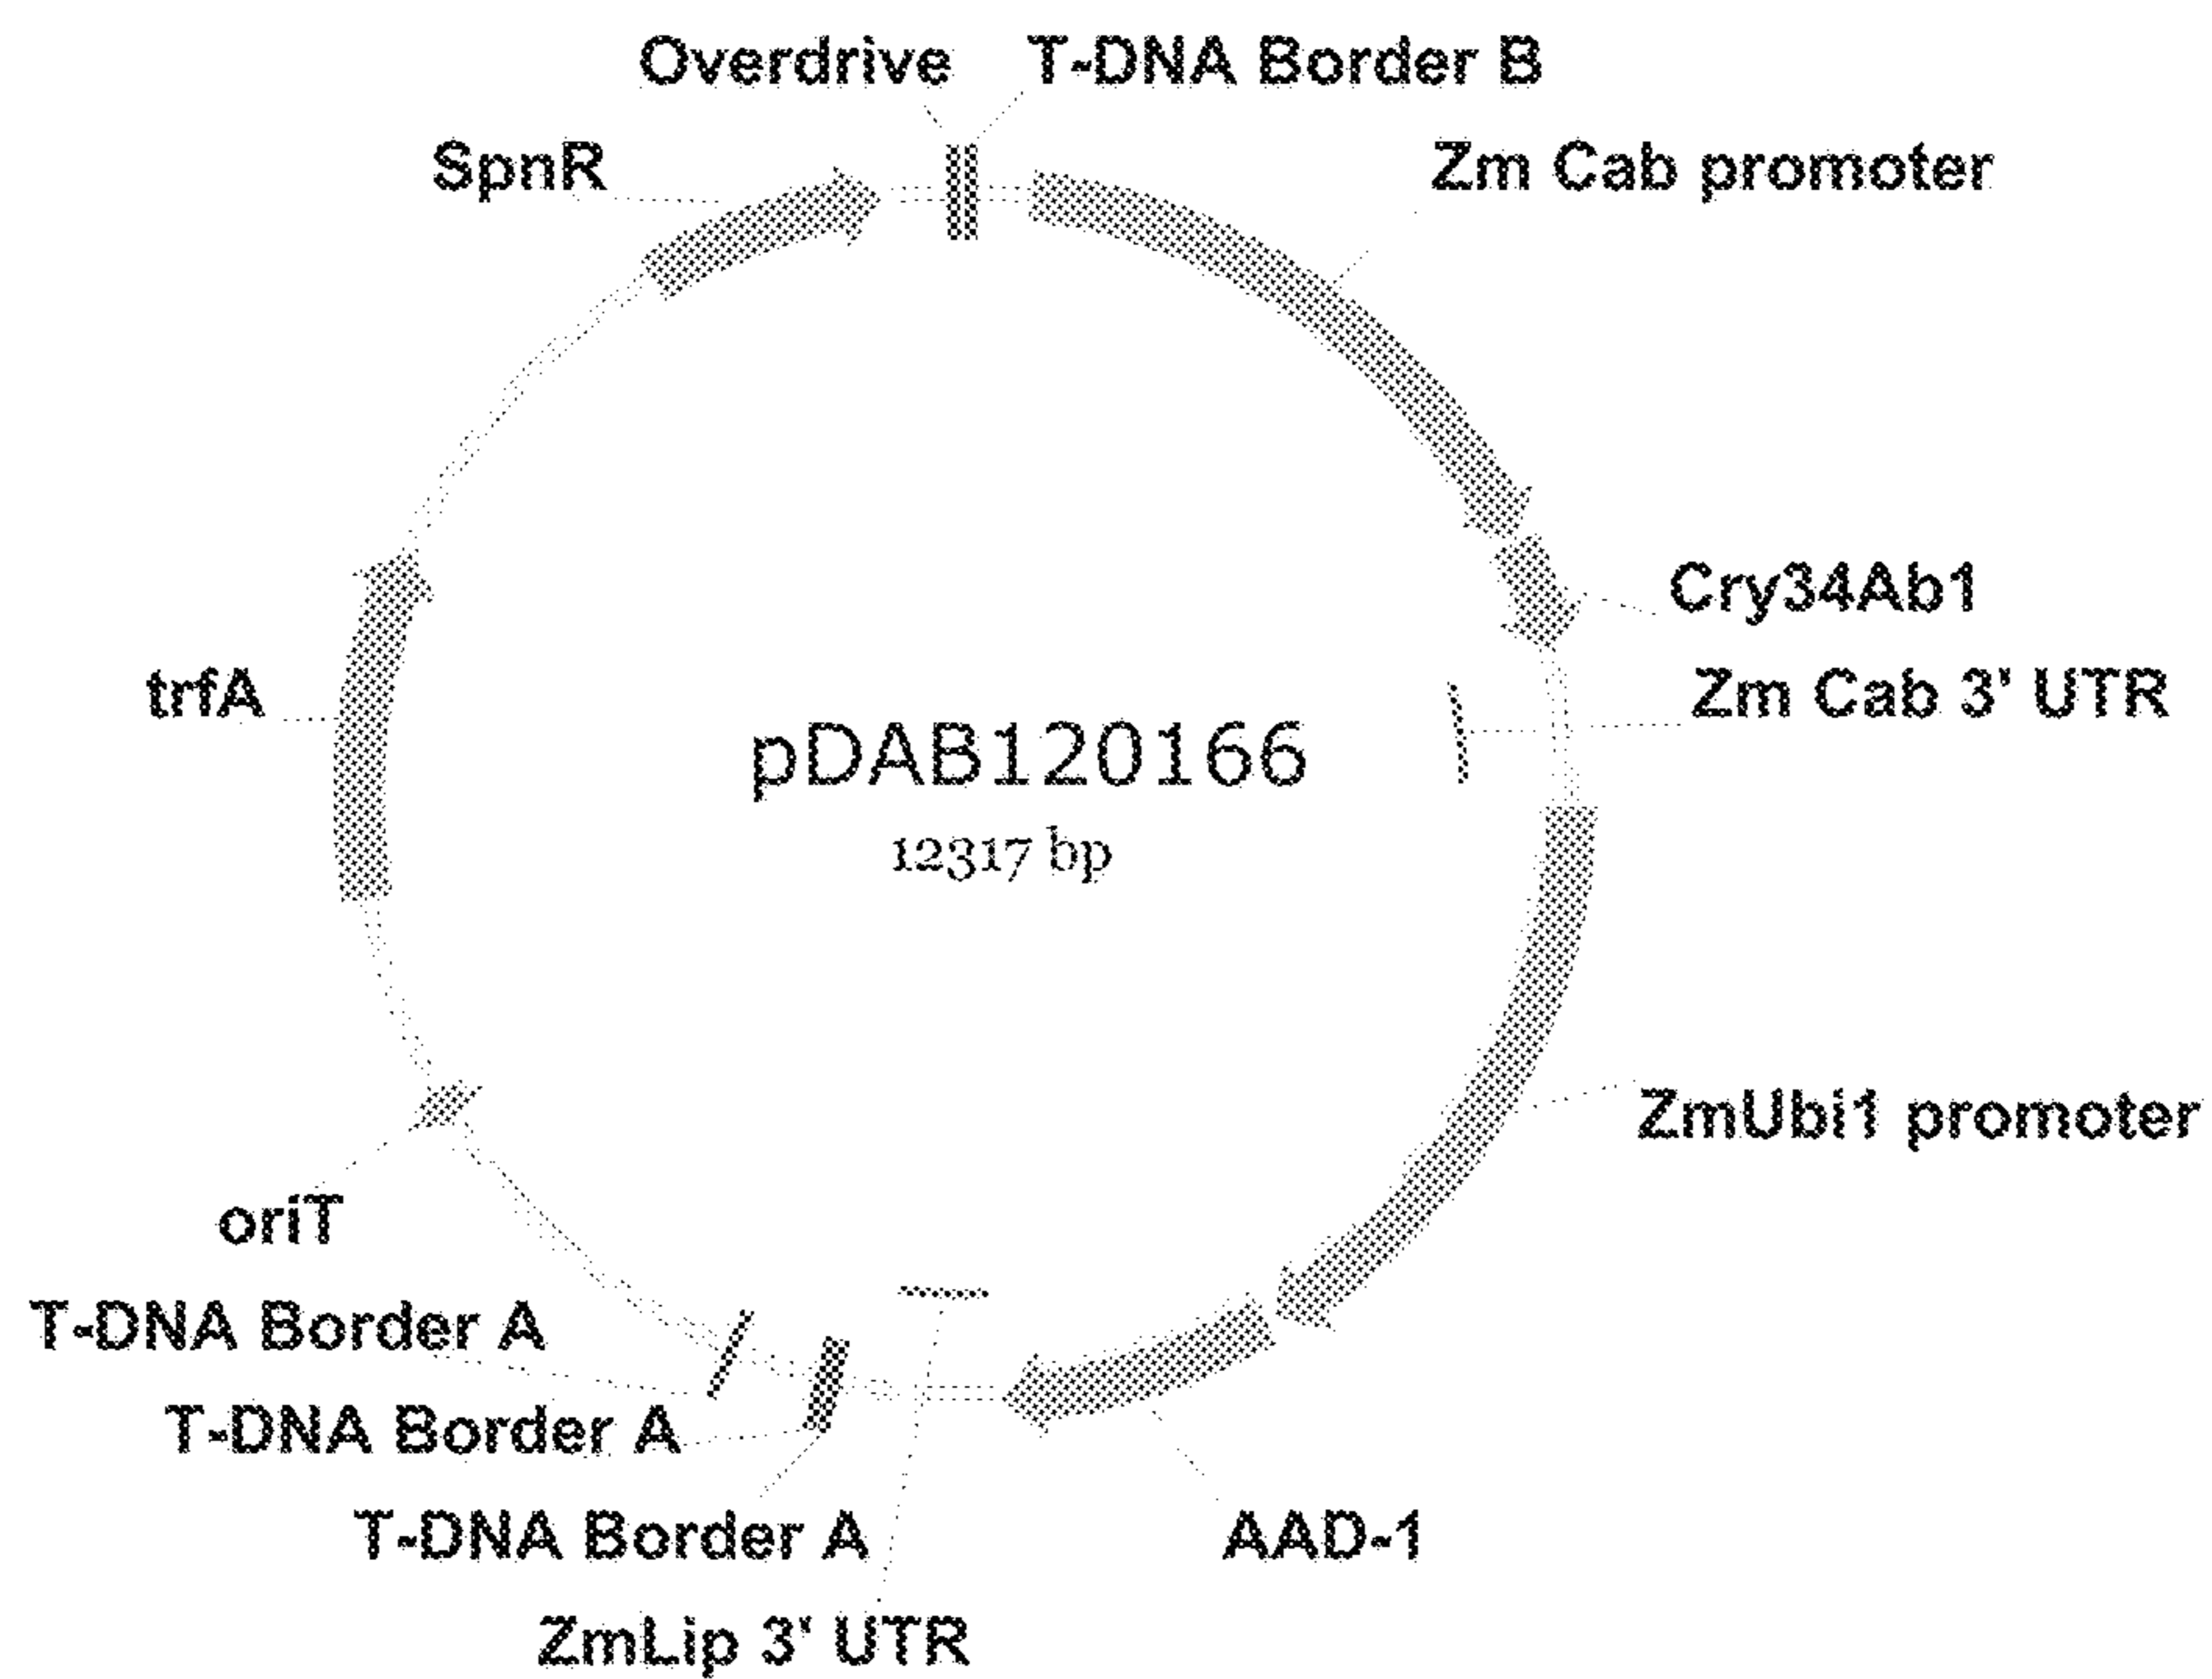 Overdrive
T-DNA Border B
SpnR
Zm Cab promoter
Cry34Ab1
trfA
Zm Cab 3' UTR
pDAB120166
12317 bp
ZmUbi1 promoter
oriT
T-DNA Border A
T-DNA Border A
T-DNA Border A
AAD-1
ZmLip 3' UTR